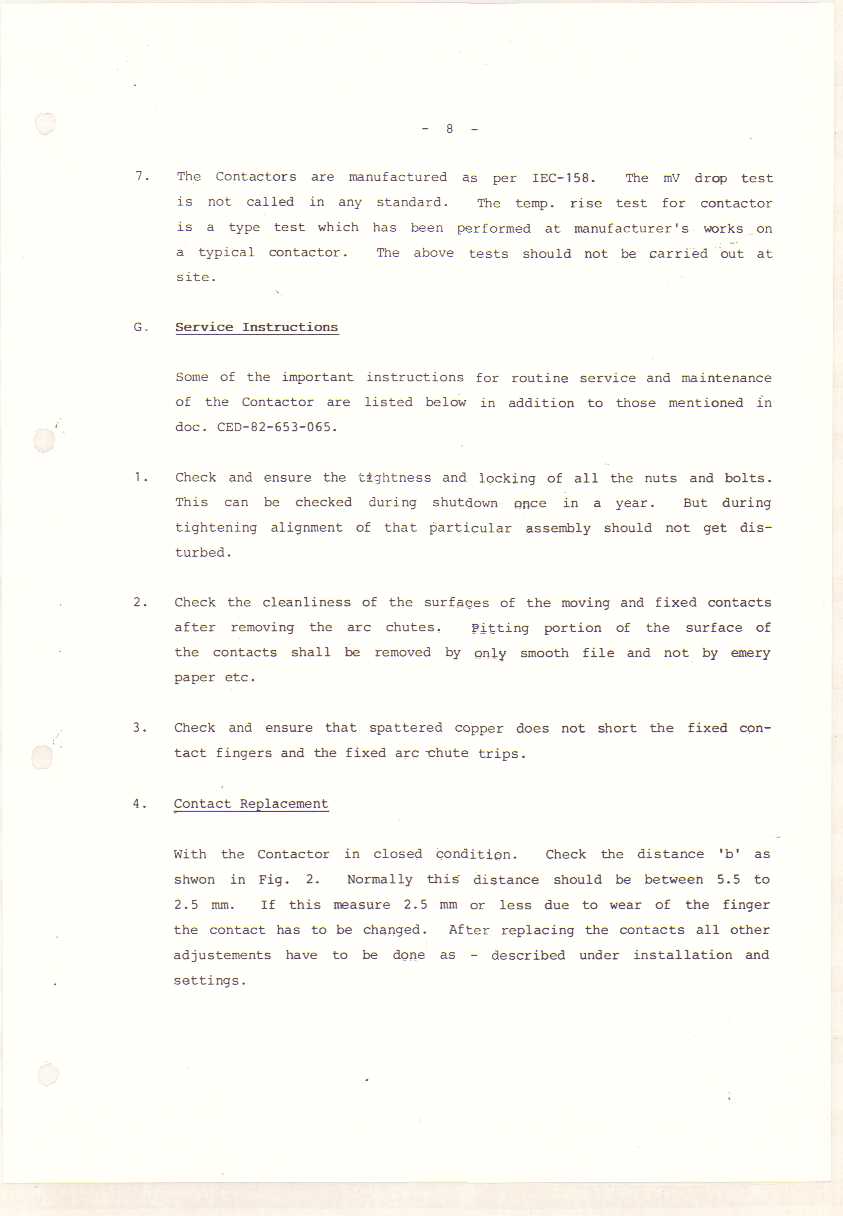 - 8 -
7. The Contactors are manufactured as per IEC-158. The mV drop test
is not called in any standard. The temp. rise test for contactor
is a type test which has been performed at manufacturer's works on
a typical contactor. The above tests should not be carried out at
site.
G. Service Instructions
Some of the important instructions for routine service and maintenance
of the Contactor are listed below in addition to those mentioned in
doc. CED-82-653-065.
1. Check and ensure the tightness and locking of all the nuts and bolts.
This can be checked during shutdown once in a year. But during
tightening alignment of that particular assembly should not get dis-
turbed.
2. Check the cleanliness of the surfaces of the moving and fixed contacts
after removing the arc chutes. Pitting portion of the surface of
the contacts shall be removed by only smooth file and not by emery
paper etc.
3. Check and ensure that spattered copper does not short the fixed con-
tact fingers and the fixed arc chute trips.
4. Contact Replacement
With the Contactor in closed condition. Check the distance 'b' as
shwon in Fig. 2. Normally this distance should be between 5.5 to
2.5 mm. If this measure 2.5 mm or less due to wear of the finger
the contact has to be changed. After replacing the contacts all other
adjustements have to be done as - described under installation and
settings.